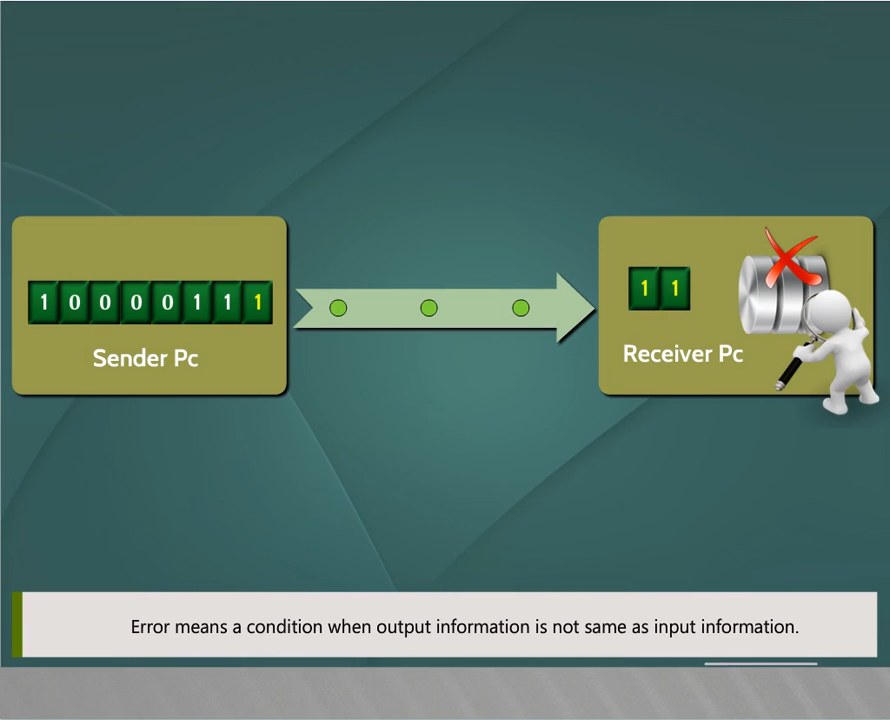 1 0 0 0 0 1 1 1
1 1
Sender Pc
Receiver Pc
Error means a condition when output information is not same as input information.